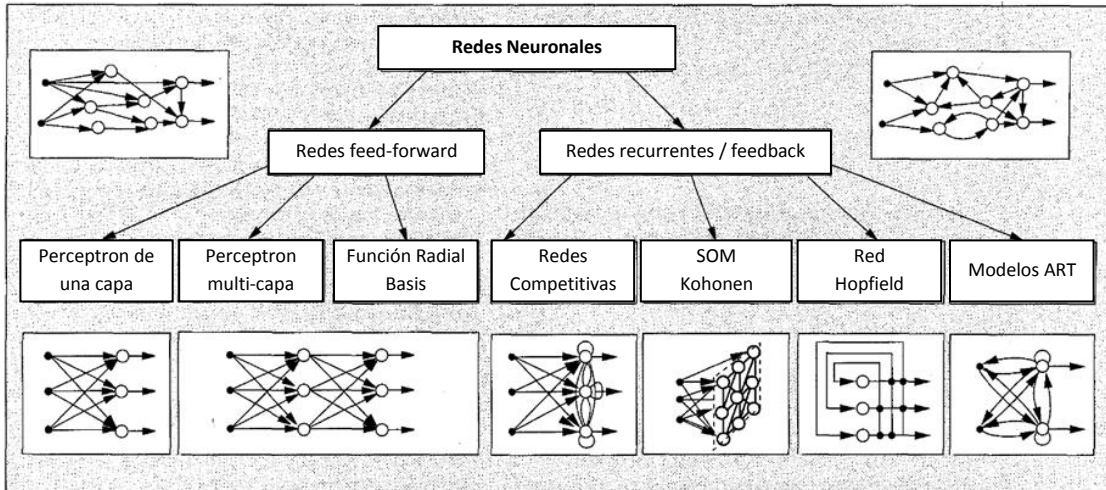 Redes Neuronales
Redes feed-forward
Redes recurrentes / feedback
Perceptron de
una capa
Perceptron
multi-capa
Función Radial
Basis
Redes
Competitivas
SOM
Kohonen
Red
Hopfield
Modelos ART